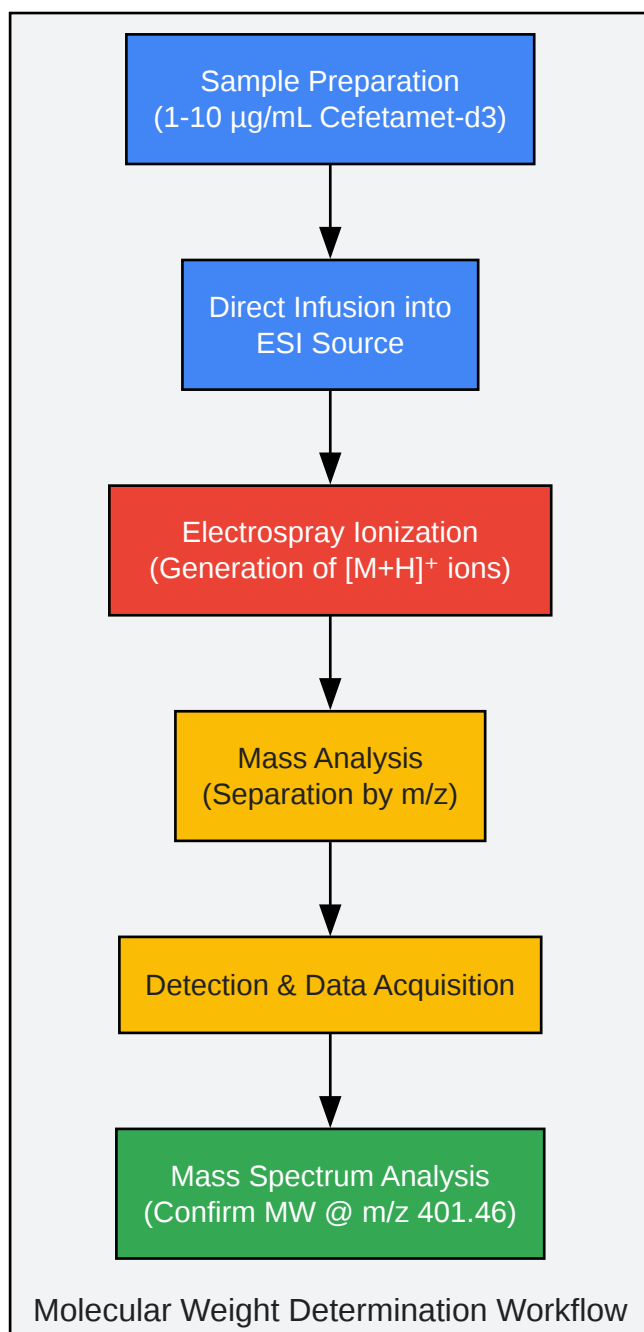 Sample Preparation
(1-10 µg/mL Cefetamet-d3)
Direct Infusion into
ESI Source
Electrospray Ionization
(Generation of [M+H]⁺ ions)
Mass Analysis
(Separation by m/z)
Detection & Data Acquisition
Mass Spectrum Analysis
(Confirm MW @ m/z 401.46)
Molecular Weight Determination Workflow